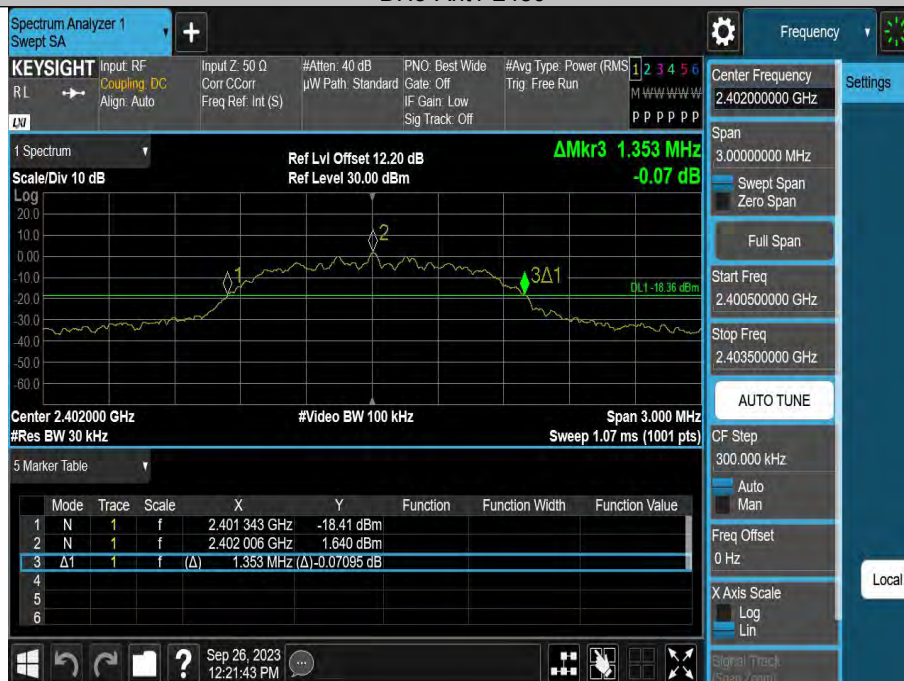 Spectrum Analyzer 1
Swept SA
Frequency
KEYSIGHT
RL
LXI
Input: RF
Coupling: DC
Align: Auto
Input Z: 50 Ω
Corr CCorr
Freq Ref: Int (S)
#Atten: 40 dB
µW Path: Standard
PNO: Best Wide
Gate: Off
IF Gain: Low
Sig Track: Off
#Avg Type: Power (RMS
Trig: Free Run
1 2 3 4 5 6
M W W W W W
P P P P P P
1 Spectrum
Scale/Div 10 dB
Ref Lvl Offset 12.20 dB
Ref Level 30.00 dBm
ΔMkr3 1.353 MHz
-0.07 dB
Log
20.0
10.0
0.00
-10.0
-20.0
-30.0
-40.0
-50.0
-60.0
1
2
3Δ1
DL1 -18.36 dBm
Center 2.402000 GHz
#Video BW 100 kHz
Span 3.000 MHz
#Res BW 30 kHz
Sweep 1.07 ms (1001 pts)
5 Marker Table
Mode Trace Scale X Y Function Function Width Function Value
1 N 1 f 2.401 343 GHz -18.41 dBm
2 N 1 f 2.402 006 GHz 1.640 dBm
3 Δ1 1 f (Δ) 1.353 MHz (Δ) -0.07095 dB
4
5
6
Sep 26, 2023
12:21:43 PM
Center Frequency
2.402000000 GHz
Settings
Span
3.00000000 MHz
Swept Span
Zero Span
Full Span
Start Freq
2.400500000 GHz
Stop Freq
2.403500000 GHz
AUTO TUNE
CF Step
300.000 kHz
Auto
Man
Freq Offset
0 Hz
X Axis Scale
Log
Lin
Local
Signal Track
(Span Zoom)